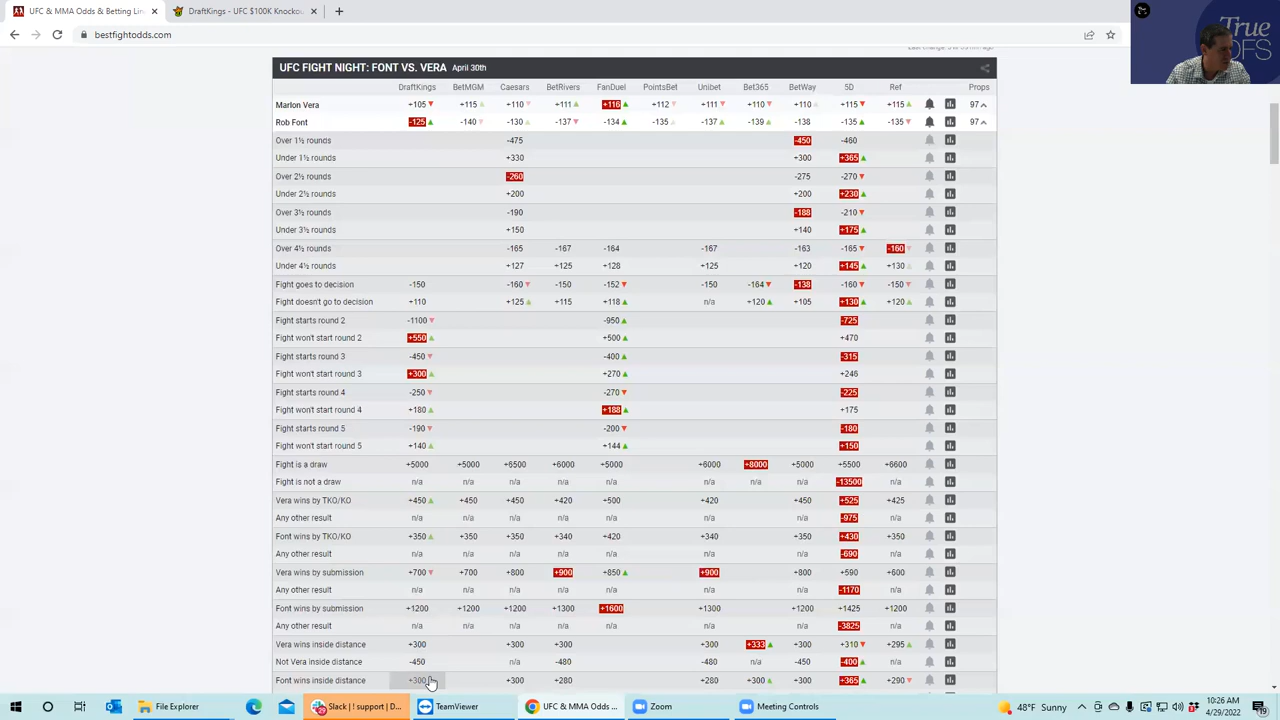 UFC & MMA Odds & Betting Lin × DraftKings - UFC $100K Knockou × +
bestfightodds.com
True
DFS
UFC FIGHT NIGHT: FONT VS. VERA April 30th
DraftKings BetMGM Caesars BetRivers FanDuel PointsBet Unibet Bet365 BetWay 5D Ref Props
Marlon Vera +105▼ +115▲ +110▼ +111▲ +116▲ +112▼ +111▼ +110▼ +110▲ +115▼ +115▲ 97
Rob Font -125▲ -140▼ -130▲ -137▼ -134▲ -135▲ -137▲ -139▲ -138 -135▲ -135▼ 97
Over 1½ rounds -475 -450 -460
Under 1½ rounds +330 +300 +365▲
Over 2½ rounds -260 -275 -270▼
Under 2½ rounds +200 +200 +230▲
Over 3½ rounds -190 -188 -210▼
Under 3½ rounds +150 +140 +175▲
Over 4½ rounds -165 -167 -164 -167 -163 -165▼ -160▼
Under 4½ rounds +127 +125 +128 +125 +120 +145▲ +130▲
Fight goes to decision -150 -160▼ -150 -152▼ -150 -164▼ -138 -160▼ -150▼
Fight doesn't go to decision +110 +125▲ +115 +118▲ n/a +120▲ +105 +130▲ +120▲
Fight starts round 2 -1100▼ -950▲ -725
Fight won't start round 2 +550▲ +500▲ +470
Fight starts round 3 -450▼ -400▲ -315
Fight won't start round 3 +300▲ +270▲ +246
Fight starts round 4 -250▼ -270▼ -225
Fight won't start round 4 +180▲ +188▲ +175
Fight starts round 5 -190▼ -200▼ -180
Fight won't start round 5 +140▲ +144▲ +150
Fight is a draw +5000 +5000 +6500 +6000 +5000 +6000 +8000 +5000 +5500 +6600
Fight is not a draw n/a n/a n/a n/a n/a n/a n/a n/a -13500 n/a
Vera wins by TKO/KO +450▲ +450 +450 +420 +500 +420 +450 +525 +425
Any other result n/a n/a n/a n/a n/a n/a n/a -975 n/a
Font wins by TKO/KO +350▲ +350 +350 +340 +420 +340 +350 +430 +350
Any other result n/a n/a n/a n/a n/a n/a n/a -690 n/a
Vera wins by submission +700▼ +700 +800 +900 +850▲ +900 +800 +590 +600
Any other result n/a n/a n/a n/a n/a n/a n/a -1170 n/a
Font wins by submission +1200 +1200 +1200 +1300 +1600 +1300 +1200 +1425 +1200
Any other result n/a n/a n/a n/a n/a n/a n/a -3825 n/a
Vera wins inside distance +300 +300 +300 +300 +333▲ +300 +310▼ +295▲
Not Vera inside distance -450 n/a -480 -480 n/a -450 -400▲ n/a
Font wins inside distance +300 +300 +280 +280 +300▲ +300 +365▲ +290▼
File Explorer Slack | ! support | D... TeamViewer UFC & MMA Odds ... Zoom Meeting Controls 48°F Sunny 10:26 AM
4/29/2022 19